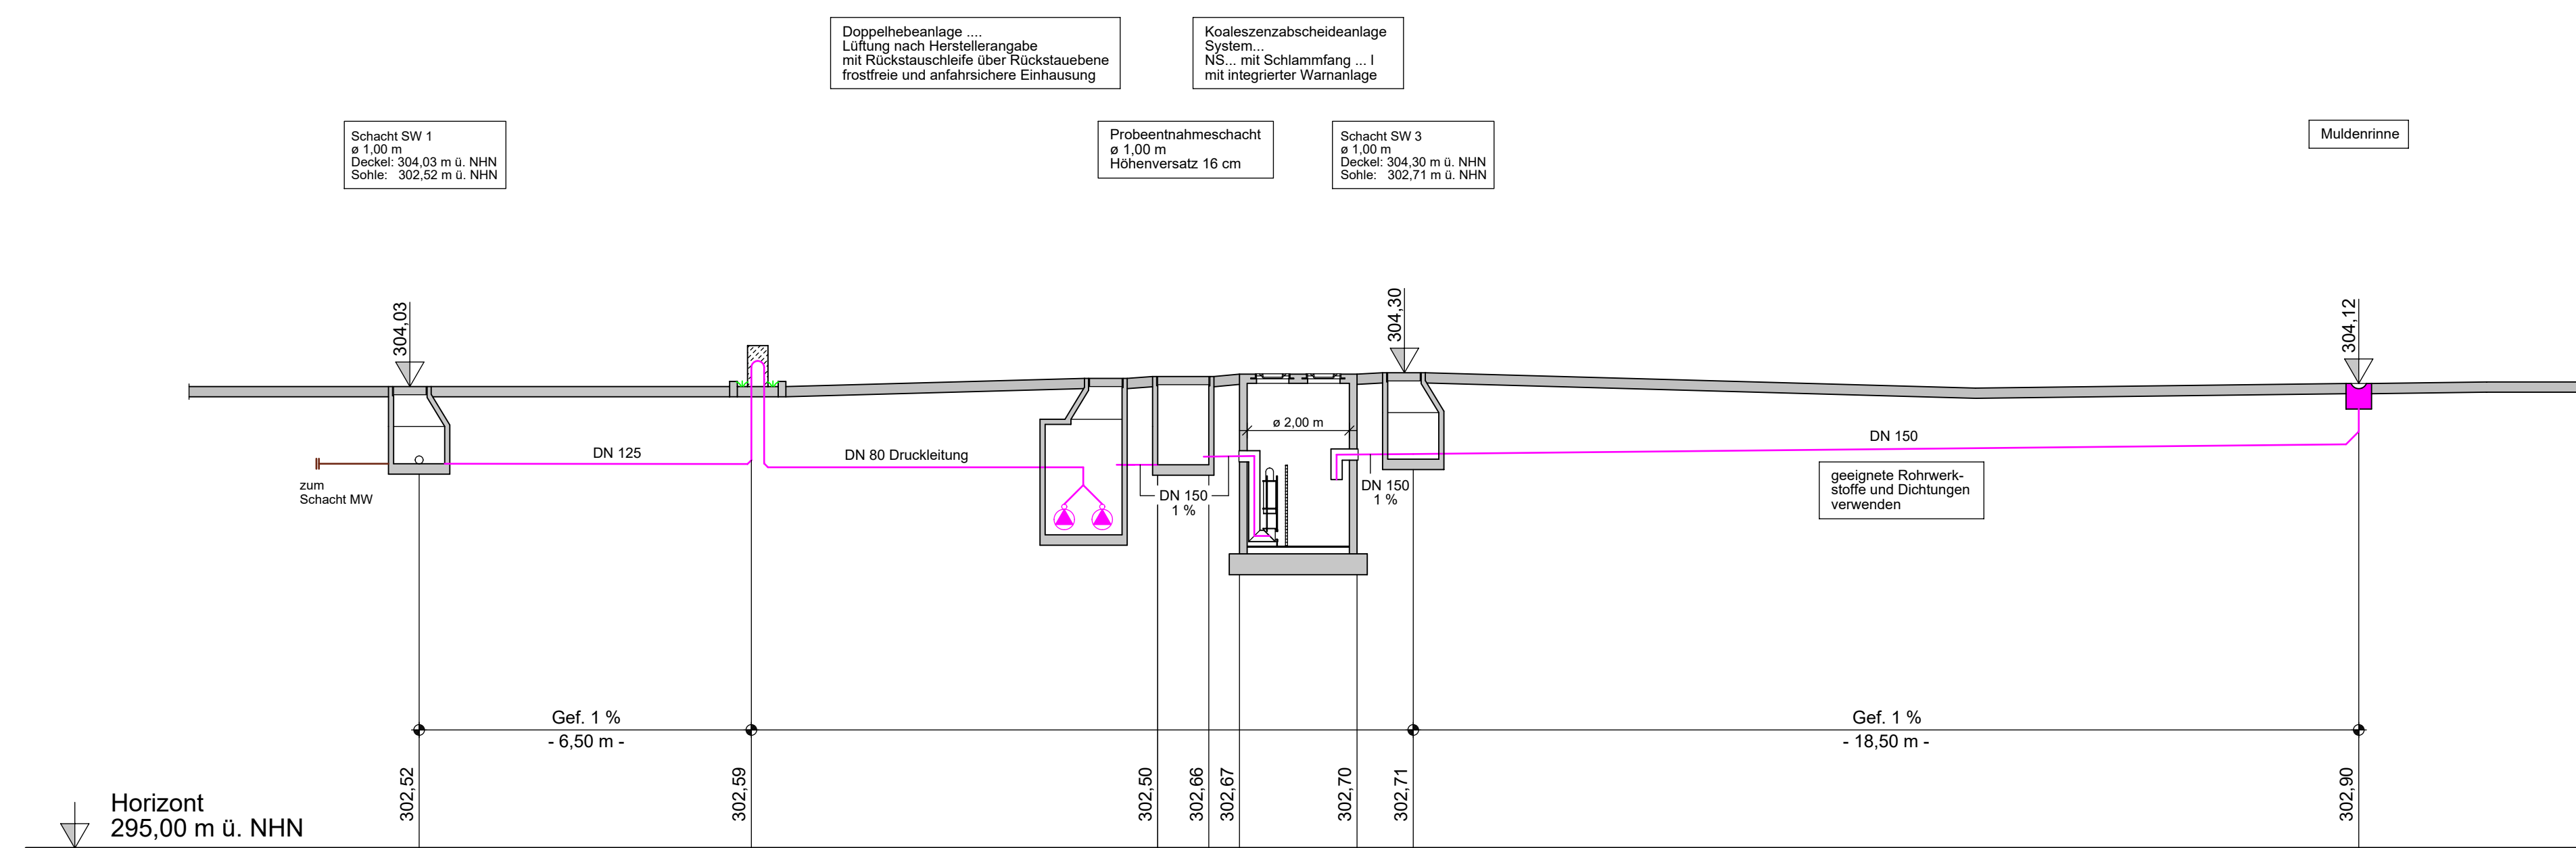 Doppelhebeanlage ....
Lüftung nach Herstellerangabe
mit Rückstauschleife über Rückstauebene
frostfreie und anfahrsichere Einhausung
Koaleszenzabscheideanlage
System...
NS... mit Schlammfang ... l
mit integrierter Warnanlage
Schacht SW 1
ø 1,00 m
Deckel: 304,03 m ü. NHN
Sohle: 302,52 m ü. NHN
Probeentnahmeschacht
ø 1,00 m
Höhenversatz 16 cm
Schacht SW 3
ø 1,00 m
Deckel: 304,30 m ü. NHN
Sohle: 302,71 m ü. NHN
Muldenrinne
304,03
304,30
304,12
ø 2,00 m
DN 125
DN 80 Druckleitung
DN 150
zum
Schacht MW
DN 150
1 %
DN 150
1 %
geeignete Rohrwerk-
stoffe und Dichtungen
verwenden
Gef. 1 %
- 6,50 m -
Gef. 1 %
- 18,50 m -
302,52
302,59
302,50
302,66
302,67
302,70
302,71
302,90
Horizont
295,00 m ü. NHN